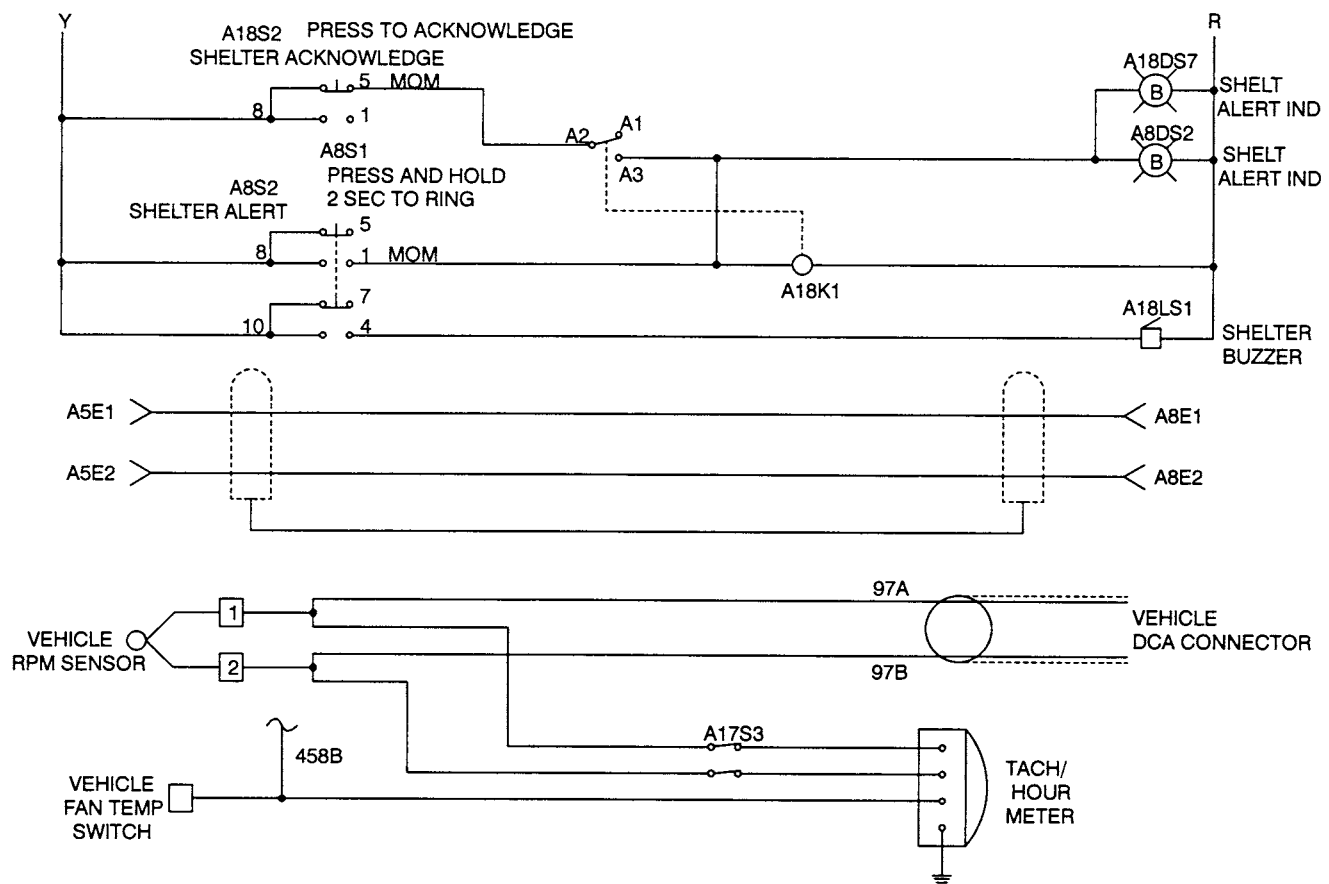 Y
R
A18S2 PRESS TO ACKNOWLEDGE
SHELTER ACKNOWLEDGE
5 MOM
8
1
A18DS7
B
SHELT
ALERT IND
A2
A1
A3
A8DS2
B
SHELT
ALERT IND
A8S1
PRESS AND HOLD
2 SEC TO RING
A8S2
SHELTER ALERT
5
8
1 MOM
A18K1
7
10
4
A18LS1
SHELTER
BUZZER
A5E1
A8E1
A5E2
A8E2
97A
1
VEHICLE
RPM SENSOR
2
VEHICLE
DCA CONNECTOR
97B
A17S3
458B
VEHICLE
FAN TEMP
SWITCH
TACH/
HOUR
METER